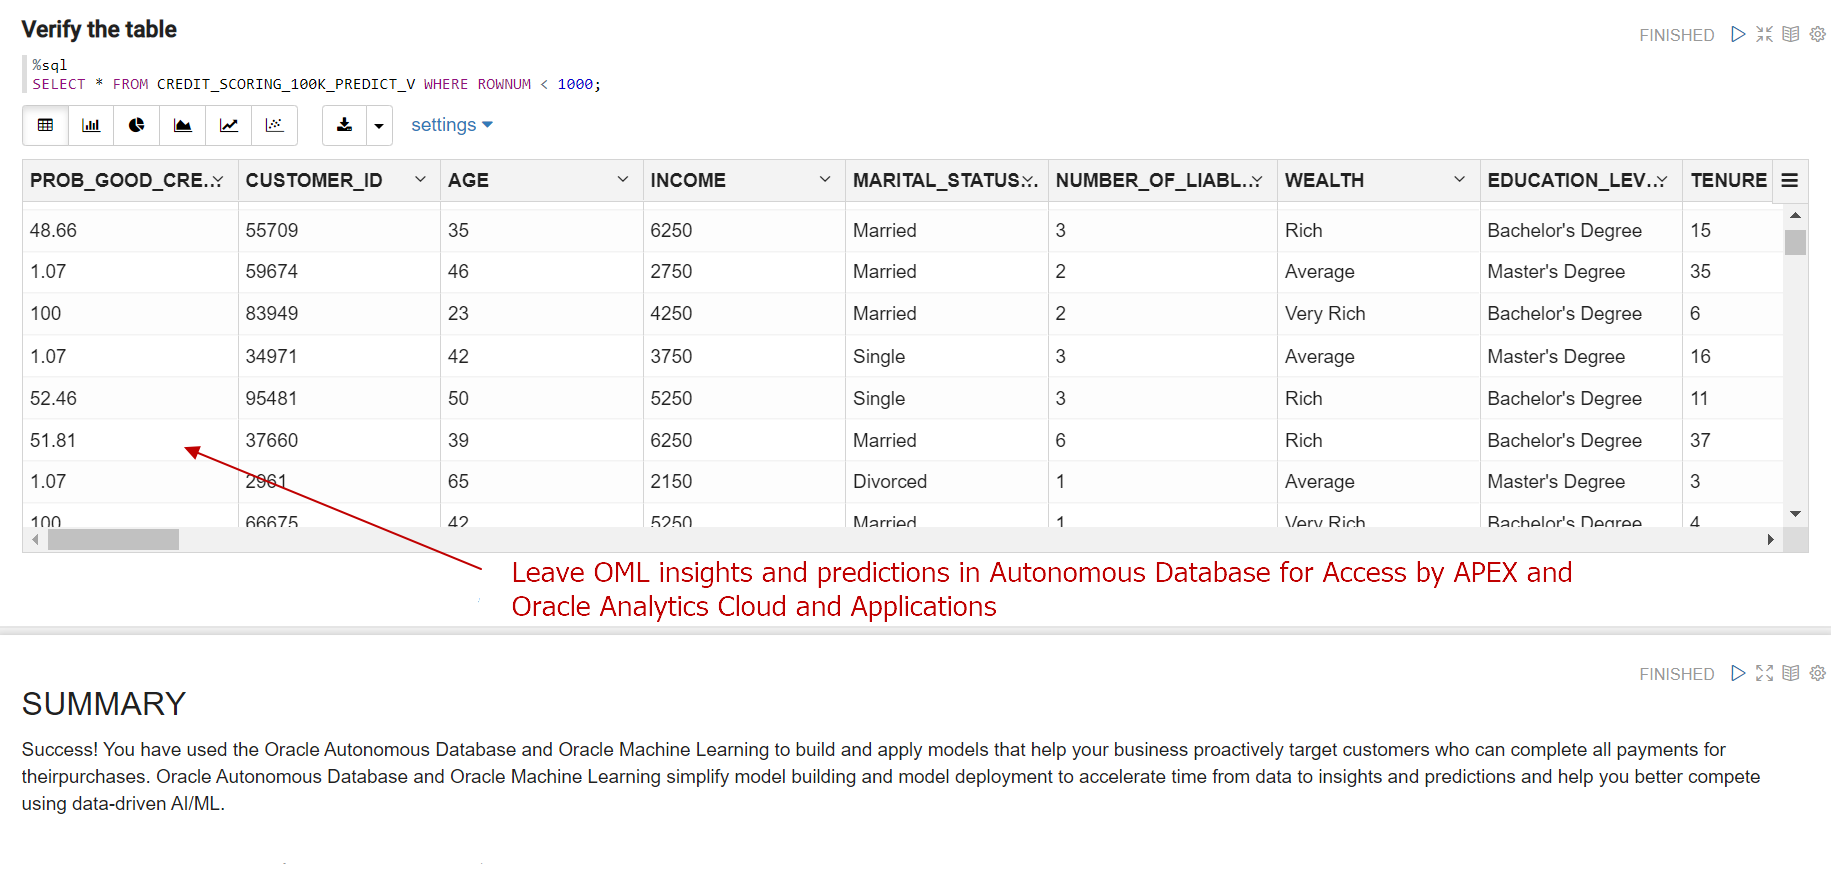 Verify the table
FINISHED
%sql
SELECT * FROM CREDIT_SCORING_100K_PREDICT_V WHERE ROWNUM < 1000;
settings
PROB_GOOD_CRE... CUSTOMER_ID AGE INCOME MARITAL_STATUS... NUMBER_OF_LIABL... WEALTH EDUCATION_LEV... TENURE
48.66 55709 35 6250 Married 3 Rich Bachelor's Degree 15
1.07 59674 46 2750 Married 2 Average Master's Degree 35
100 83949 23 4250 Married 2 Very Rich Bachelor's Degree 6
1.07 34971 42 3750 Single 3 Average Master's Degree 16
52.46 95481 50 5250 Single 3 Rich Bachelor's Degree 11
51.81 37660 39 6250 Married 6 Rich Bachelor's Degree 37
1.07 2961 65 2150 Divorced 1 Average Master's Degree 3
100 66675 42 5250 Married 1 Very Rich Bachelor's Degree 4
Leave OML insights and predictions in Autonomous Database for Access by APEX and
Oracle Analytics Cloud and Applications
FINISHED
SUMMARY
Success! You have used the Oracle Autonomous Database and Oracle Machine Learning to build and apply models that help your business proactively target customers who can complete all payments for
theirpurchases. Oracle Autonomous Database and Oracle Machine Learning simplify model building and model deployment to accelerate time from data to insights and predictions and help you better compete
using data-driven AI/ML.